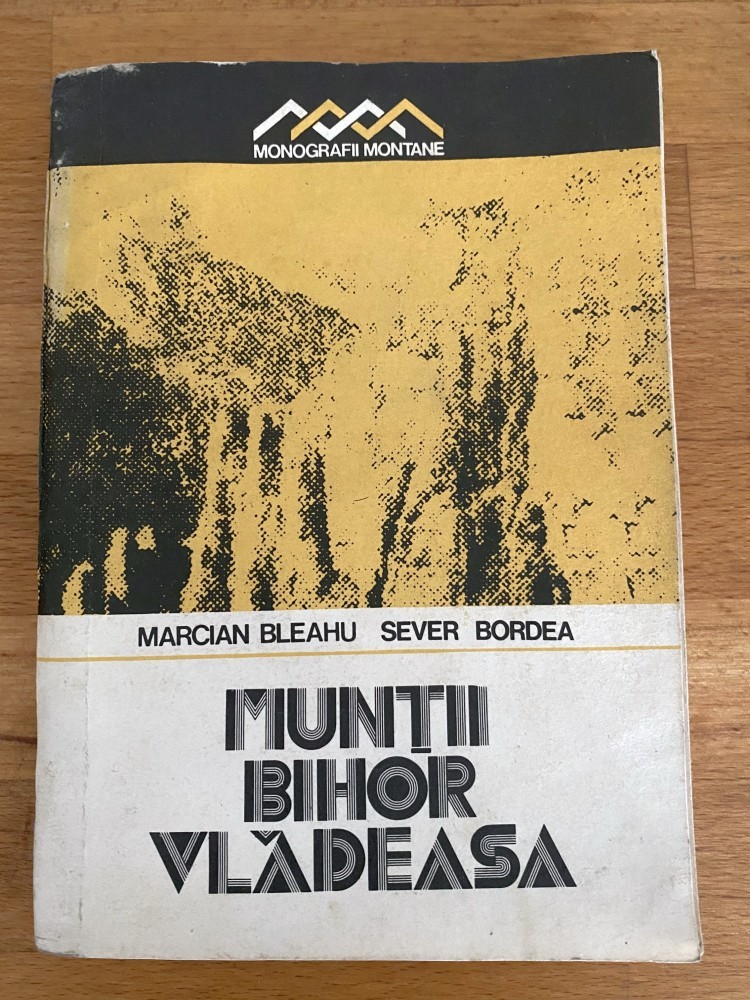 MONOGRAFII MONTANE
MARCIAN BLEAHU SEVER BORDEA
MUNȚII
BIHOR
VLĂDEASA